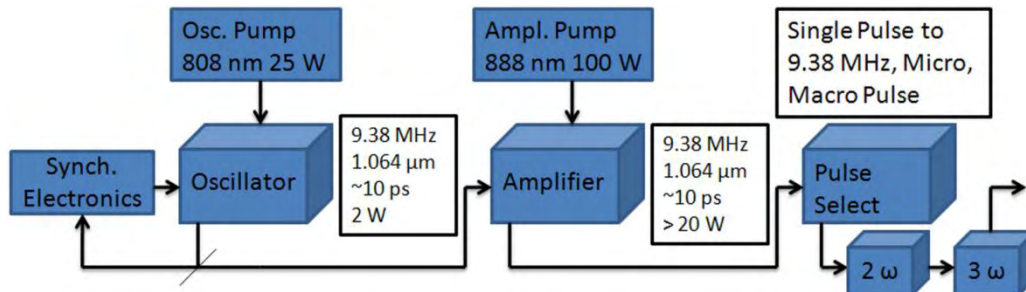 Osc. Pump
808 nm 25 W
Ampl. Pump
888 nm 100 W
Single Pulse to
9.38 MHz, Micro,
Macro Pulse
Synch.
Electronics
Oscillator
9.38 MHz
1.064 μm
~10 ps
2 W
Amplifier
9.38 MHz
1.064 μm
~10 ps
> 20 W
Pulse
Select
2 ω
3 ω